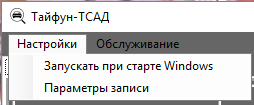 Тайфун-ТСАД
Настройки Обслуживание
Запускать при старте Windows
Параметры записи